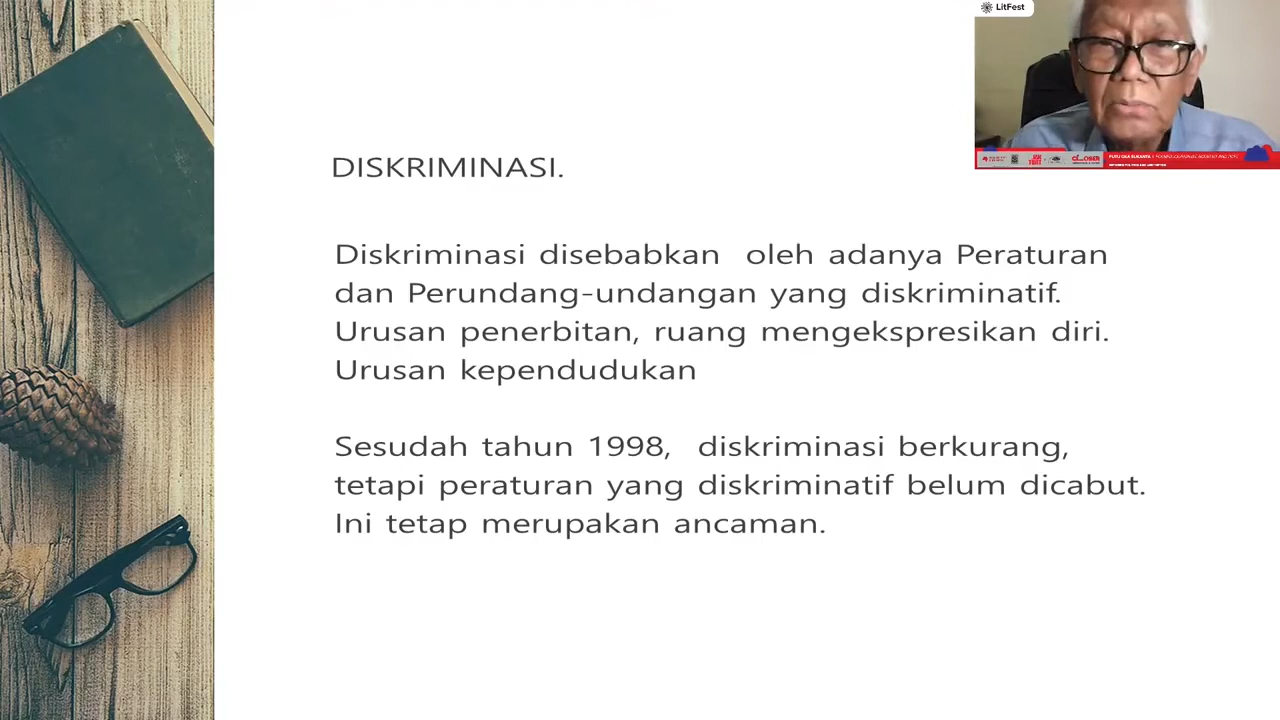 LitFest
DISKRIMINASI.
Diskriminasi disebabkan oleh adanya Peraturan
dan Perundang-undangan yang diskriminatif.
Urusan penerbitan, ruang mengekspresikan diri.
Urusan kependudukan
Sesudah tahun 1998, diskriminasi berkurang,
tetapi peraturan yang diskriminatif belum dicabut.
Ini tetap merupakan ancaman.